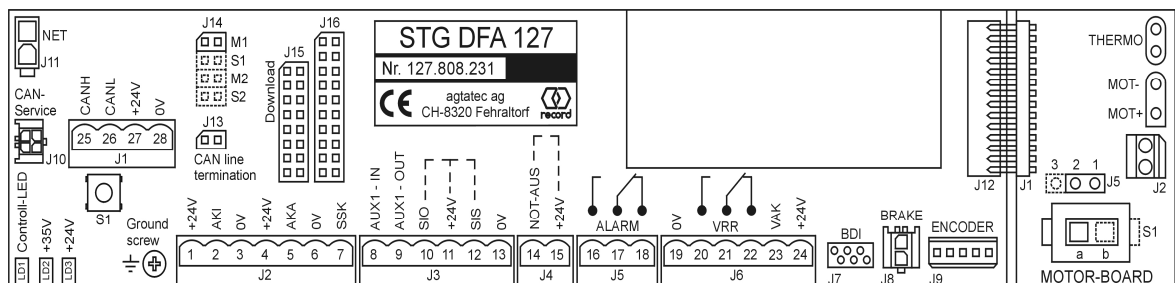 NET
J11
CAN-
Service
J10
CANH
CANL
+24V
0V
25 26 27 28
J1
S1
Controll-LED
+35V
+24V
LD1
LD2
LD3
Ground
screw
J14
M1
S1
M2
S2
J13
CAN line
termination
Download
J15
J16
STG DFA 127
Nr. 127.808.231
CE
agtatec ag
CH-8320 Fehraltorf
record
+24V
AKI
0V
+24V
AKA
0V
SSK
1 2 3 4 5 6 7
J2
AUX1 - IN
AUX1 - OUT
SIO
+24V
SIS
0V
8 9 10 11 12 13
J3
NOT-AUS
+24V
14 15
J4
ALARM
16 17 18
J5
0V
VRR
VAK
+24V
19 20 21 22 23 24
J6
BDI
J7
BRAKE
J8
ENCODER
J9
J12
J1
THERMO
MOT-
MOT+
J2
3 2 1
J5
S1
a b
MOTOR-BOARD